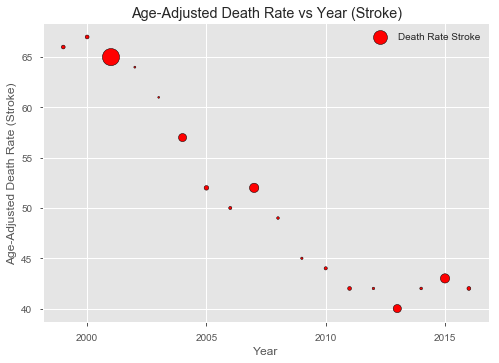 Age-Adjusted Death Rate vs Year (Stroke)
Death Rate Stroke
Age-Adjusted Death Rate (Stroke)
65
60
55
50
45
40
2000
2005
2010
2015
Year